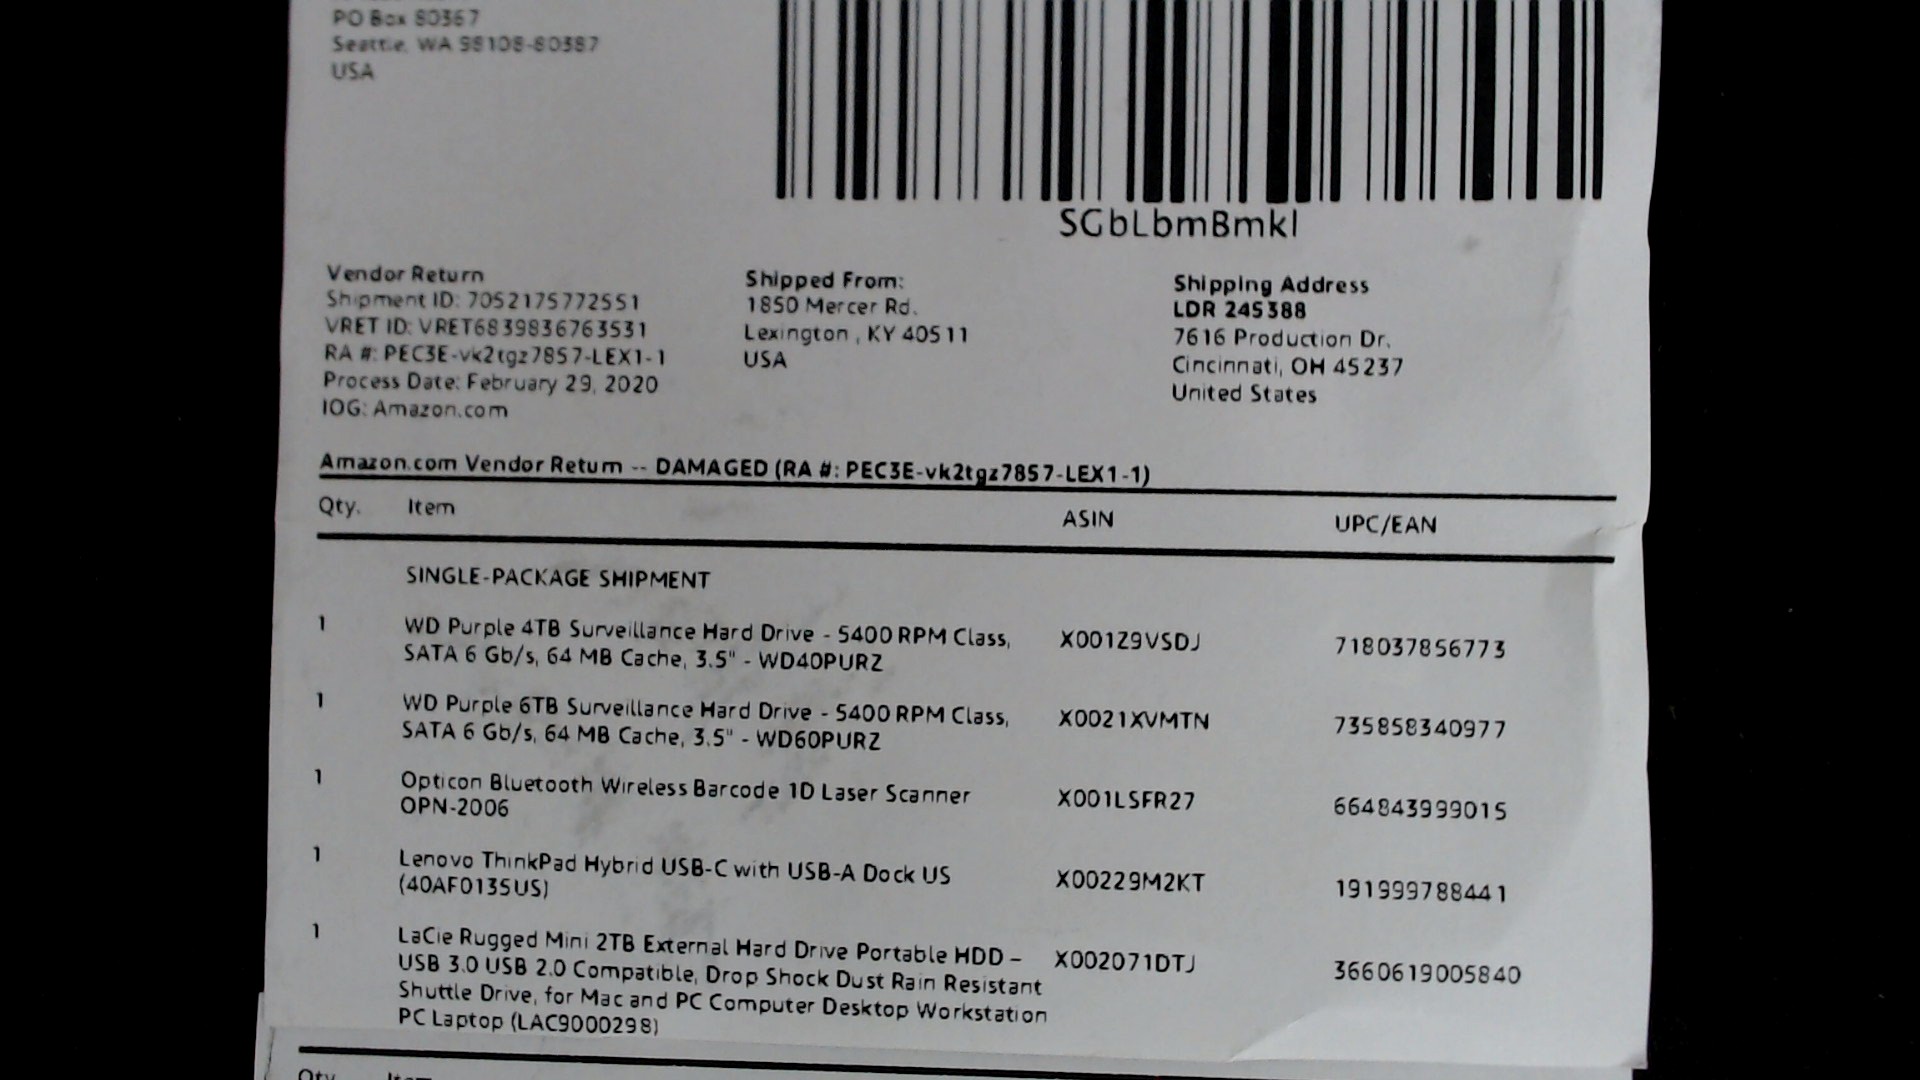 PO Box 80367
Seattle, WA 98108-80387
USA
SGbLbmBmkl
Vendor Return
Shipment ID: 7052175772551
VRET ID: VRET6839836763531
RA #: PEC3E-vk2tgz7857-LEX1-1
Process Date: February 29, 2020
IOG: Amazon.com
Shipped From:
1850 Mercer Rd.
Lexington , KY 40511
USA
Shipping Address
LDR 245388
7616 Production Dr.
Cincinnati, OH 45237
United States
Amazon.com Vendor Return -- DAMAGED (RA #: PEC3E-vk2tgz7857-LEX1-1)
Qty. Item ASIN UPC/EAN
SINGLE-PACKAGE SHIPMENT
1 WD Purple 4TB Surveillance Hard Drive - 5400 RPM Class, X001Z9VSDJ 718037856773
SATA 6 Gb/s, 64 MB Cache, 3.5" - WD40PURZ
1 WD Purple 6TB Surveillance Hard Drive - 5400 RPM Class, X0021XVMTN 735858340977
SATA 6 Gb/s, 64 MB Cache, 3.5" - WD60PURZ
1 Opticon Bluetooth Wireless Barcode 1D Laser Scanner X001LSFR27 664843999015
OPN-2006
1 Lenovo ThinkPad Hybrid USB-C with USB-A Dock US X00229M2KT 191999788441
(40AF0135US)
1 LaCie Rugged Mini 2TB External Hard Drive Portable HDD – X002071DTJ 3660619005840
USB 3.0 USB 2.0 Compatible, Drop Shock Dust Rain Resistant
Shuttle Drive, for Mac and PC Computer Desktop Workstation
PC Laptop (LAC9000298)
Qty. Item